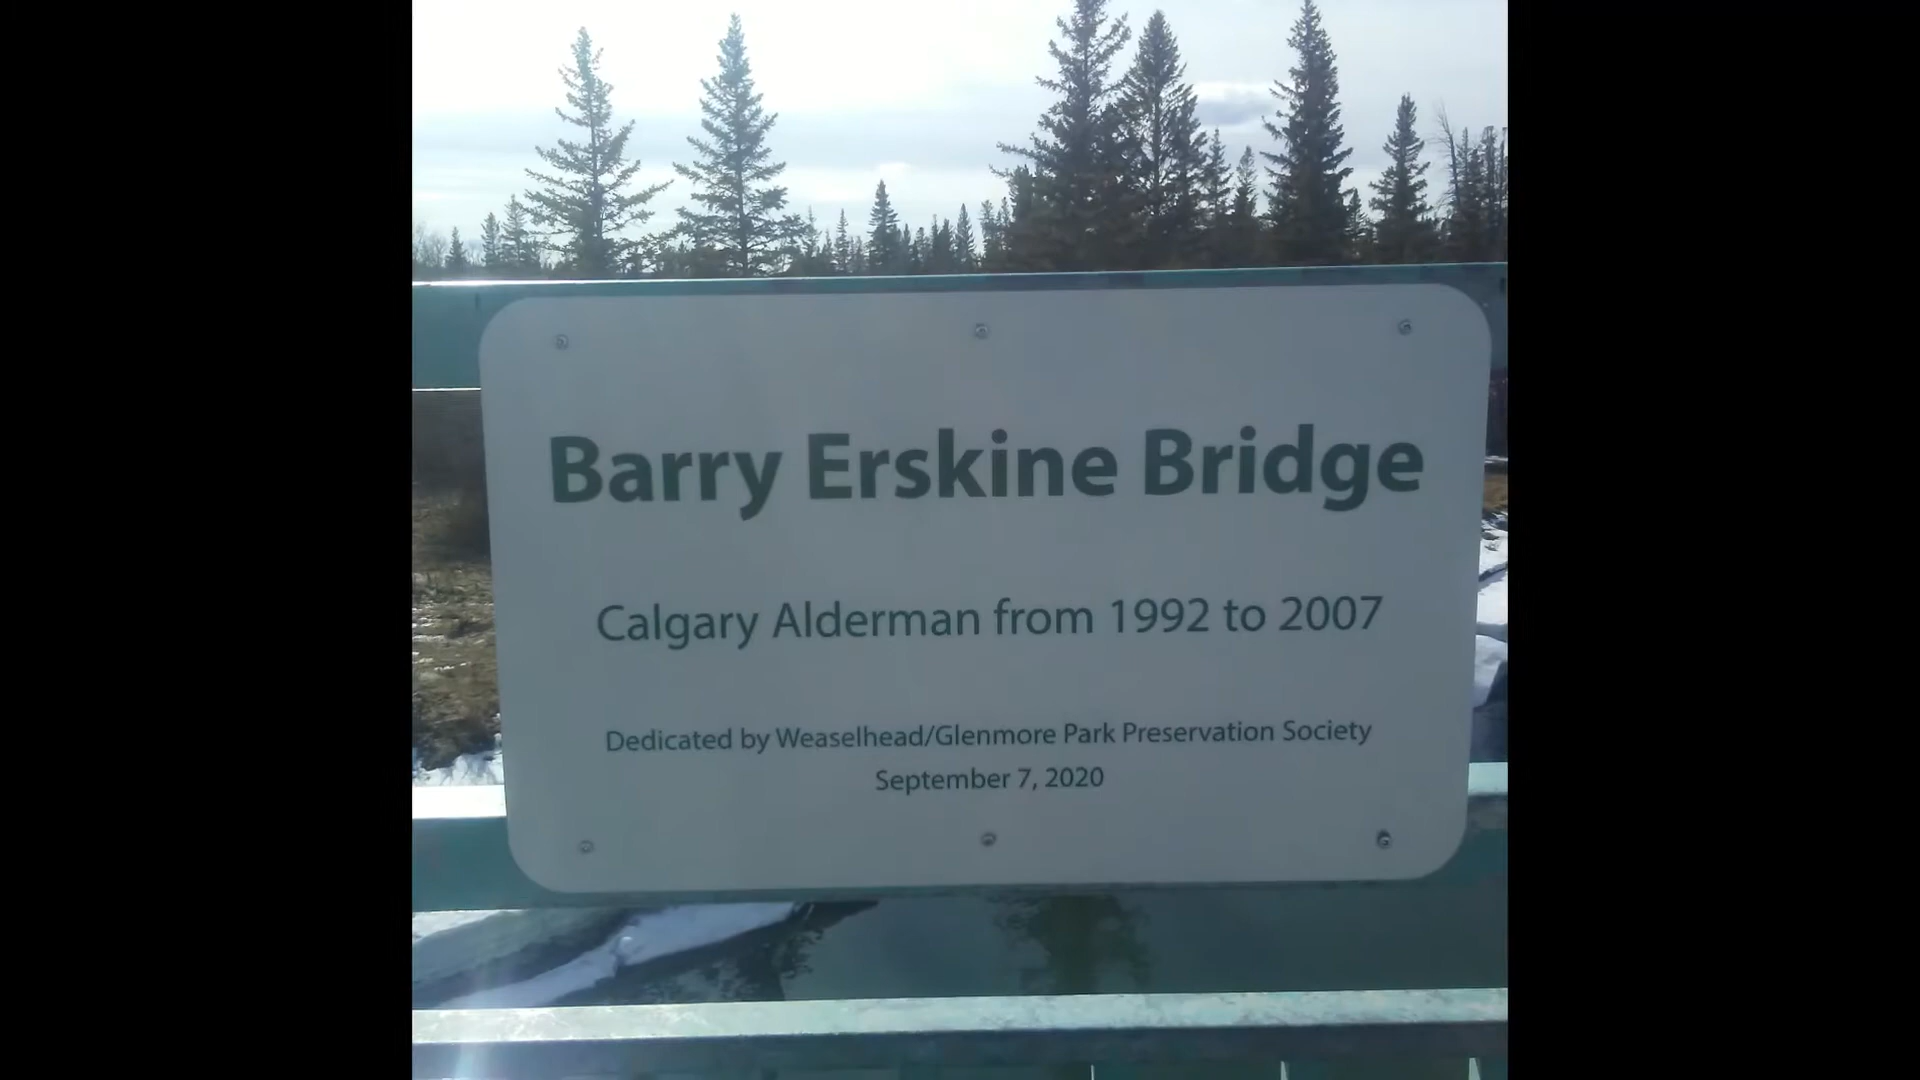 Barry Erskine Bridge
Calgary Alderman from 1992 to 2007
Dedicated by Weaselhead/Glenmore Park Preservation Society
September 7, 2020